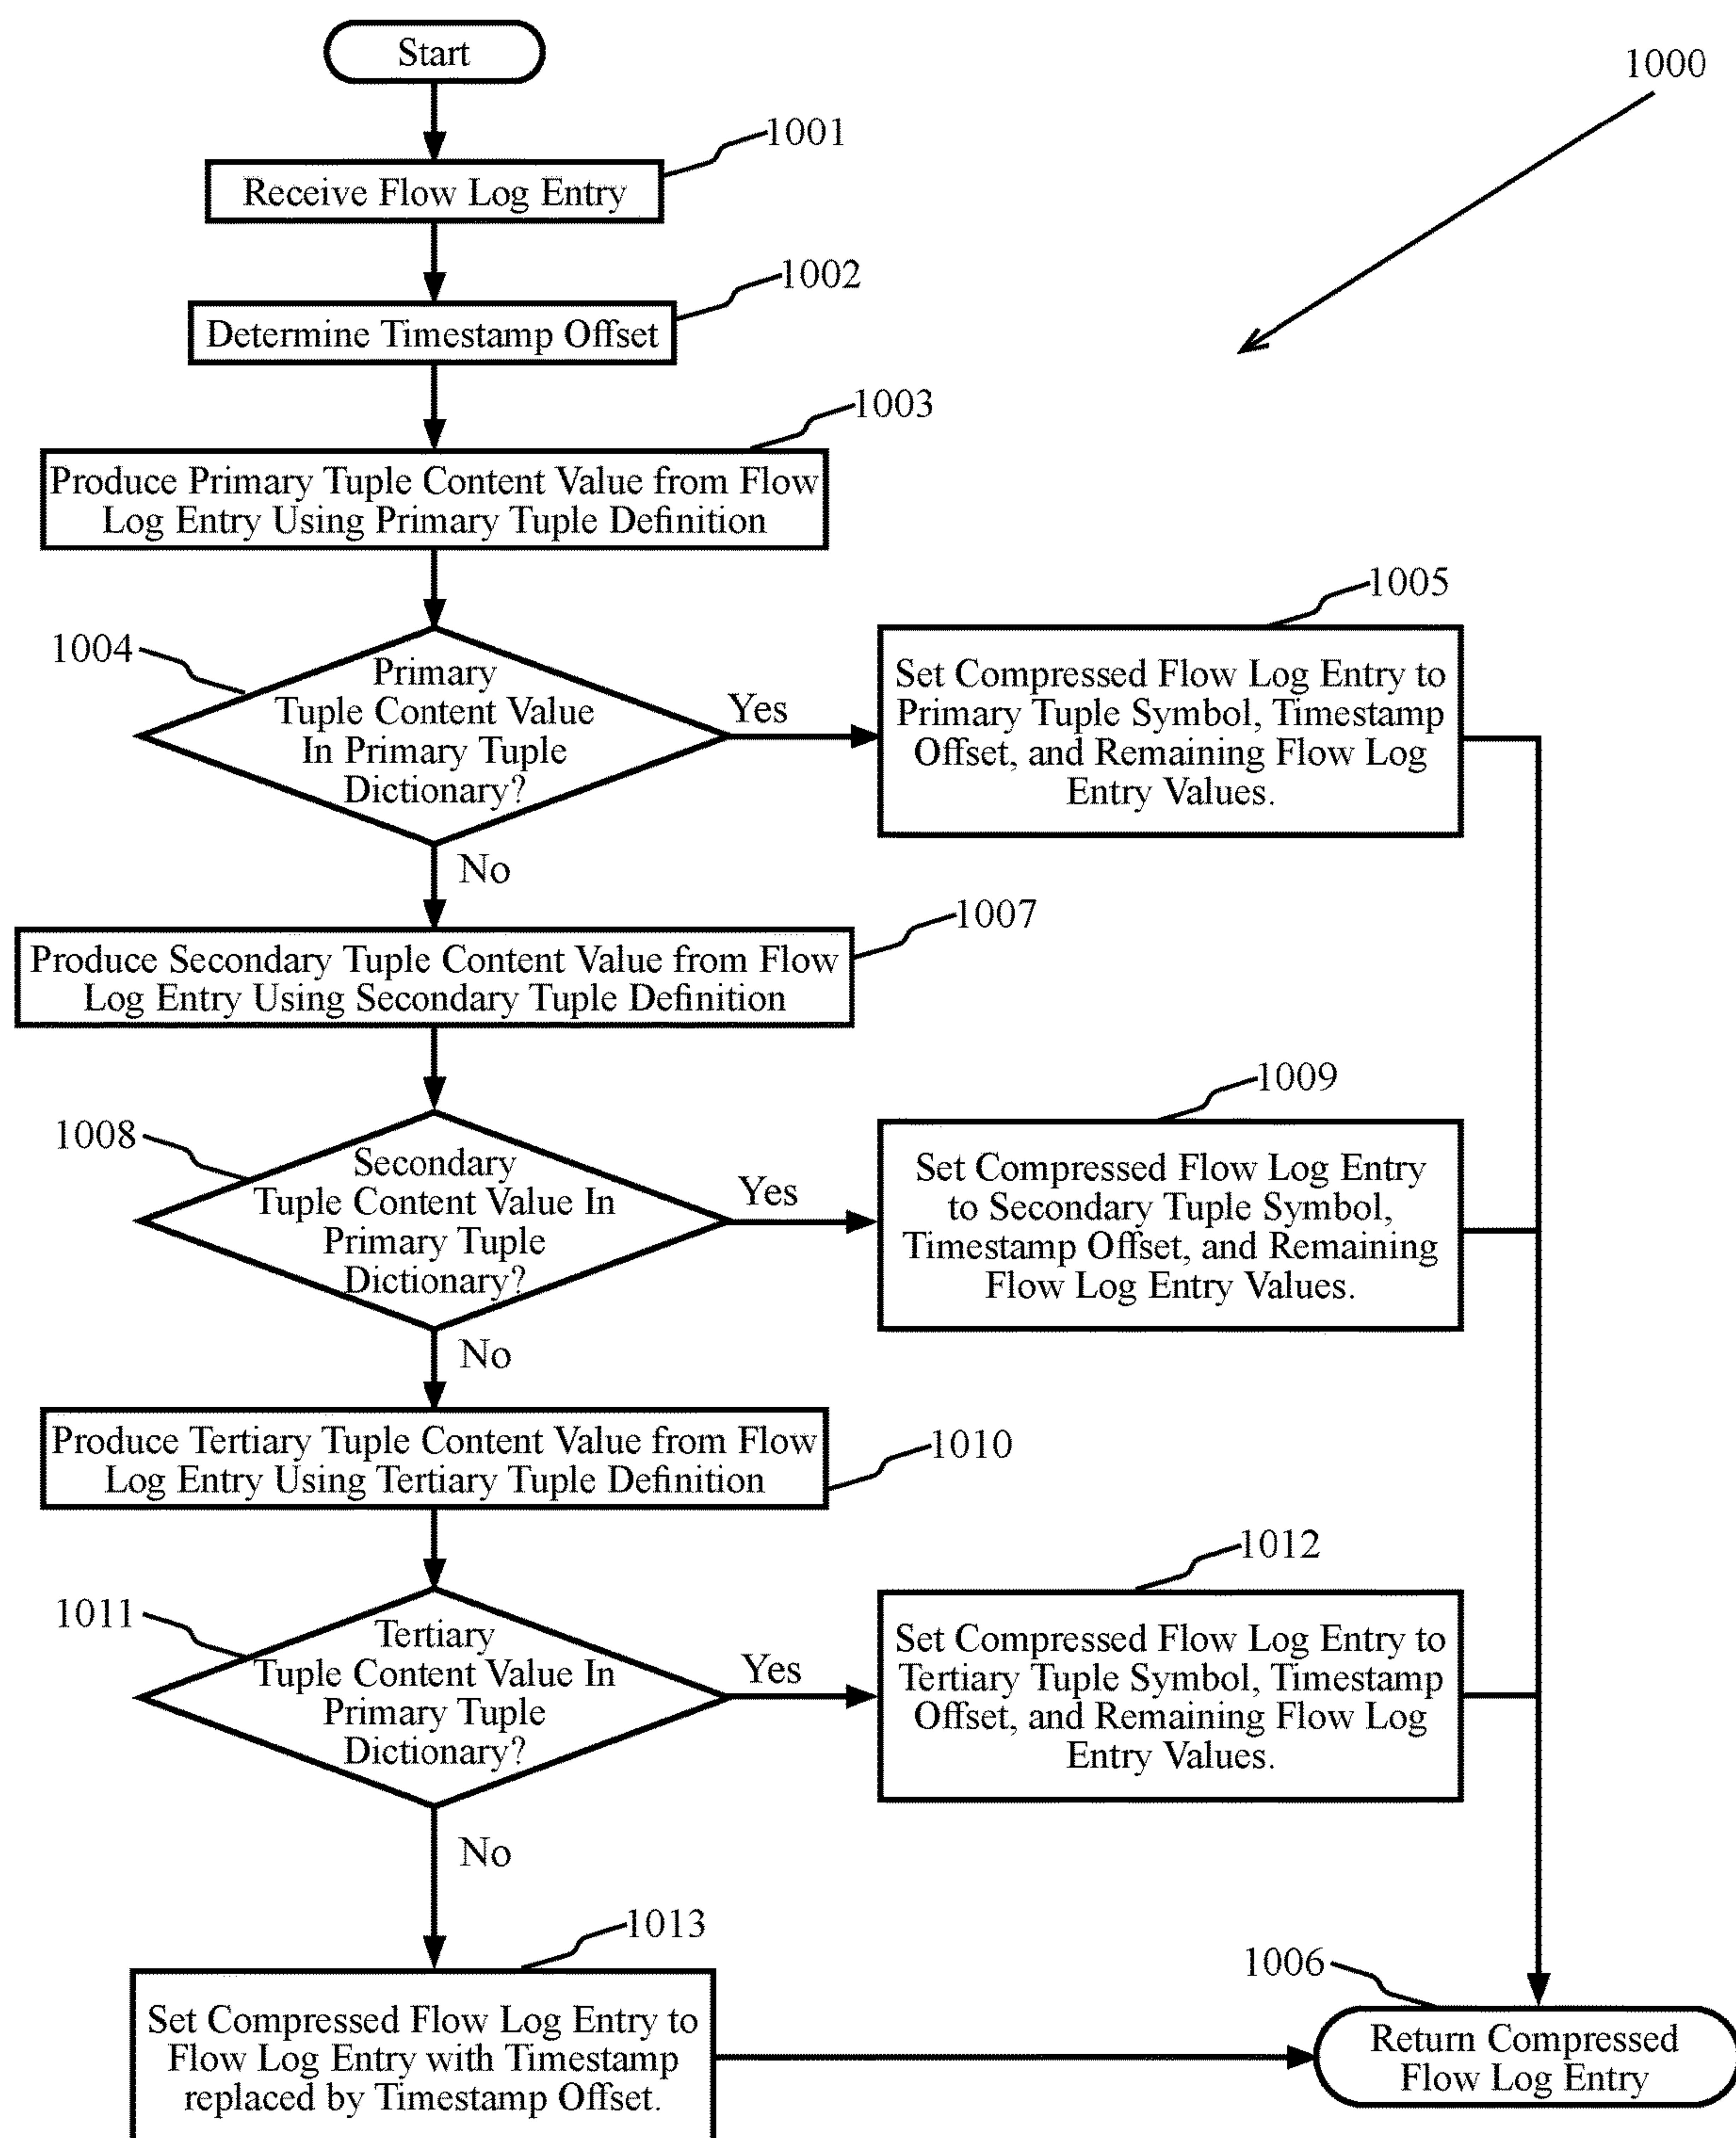 Start
1000
1001
Receive Flow Log Entry
1002
Determine Timestamp Offset
1003
Produce Primary Tuple Content Value from Flow
Log Entry Using Primary Tuple Definition
1004
Primary
Tuple Content Value
In Primary Tuple
Dictionary?
Yes
1005
Set Compressed Flow Log Entry to
Primary Tuple Symbol, Timestamp
Offset, and Remaining Flow Log
Entry Values.
No
1007
Produce Secondary Tuple Content Value from Flow
Log Entry Using Secondary Tuple Definition
1008
Secondary
Tuple Content Value In
Primary Tuple
Dictionary?
Yes
1009
Set Compressed Flow Log Entry
to Secondary Tuple Symbol,
Timestamp Offset, and Remaining
Flow Log Entry Values.
No
1010
Produce Tertiary Tuple Content Value from Flow
Log Entry Using Tertiary Tuple Definition
1011
Tertiary
Tuple Content Value In
Primary Tuple
Dictionary?
Yes
1012
Set Compressed Flow Log Entry to
Tertiary Tuple Symbol, Timestamp
Offset, and Remaining Flow Log
Entry Values.
No
1013
Set Compressed Flow Log Entry to
Flow Log Entry with Timestamp
replaced by Timestamp Offset.
1006
Return Compressed
Flow Log Entry